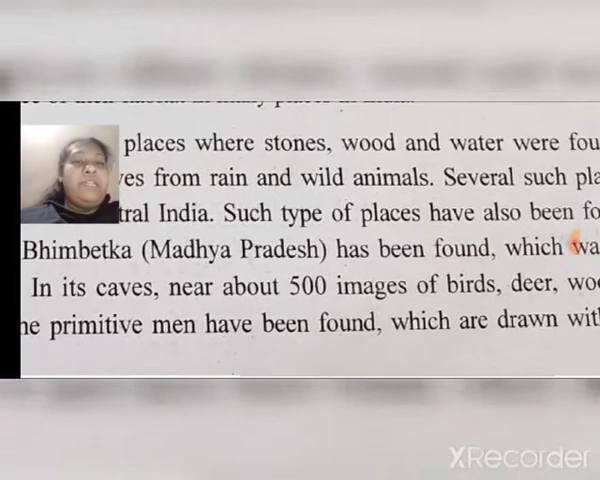 places where stones, wood and water were fou
from rain and wild animals. Several such pla
tral India. Such type of places have also been fo
Bhimbetka (Madhya Pradesh) has been found, which wa
In its caves, near about 500 images of birds, deer, wo
ne primitive men have been found, which are drawn wit
XRecorder